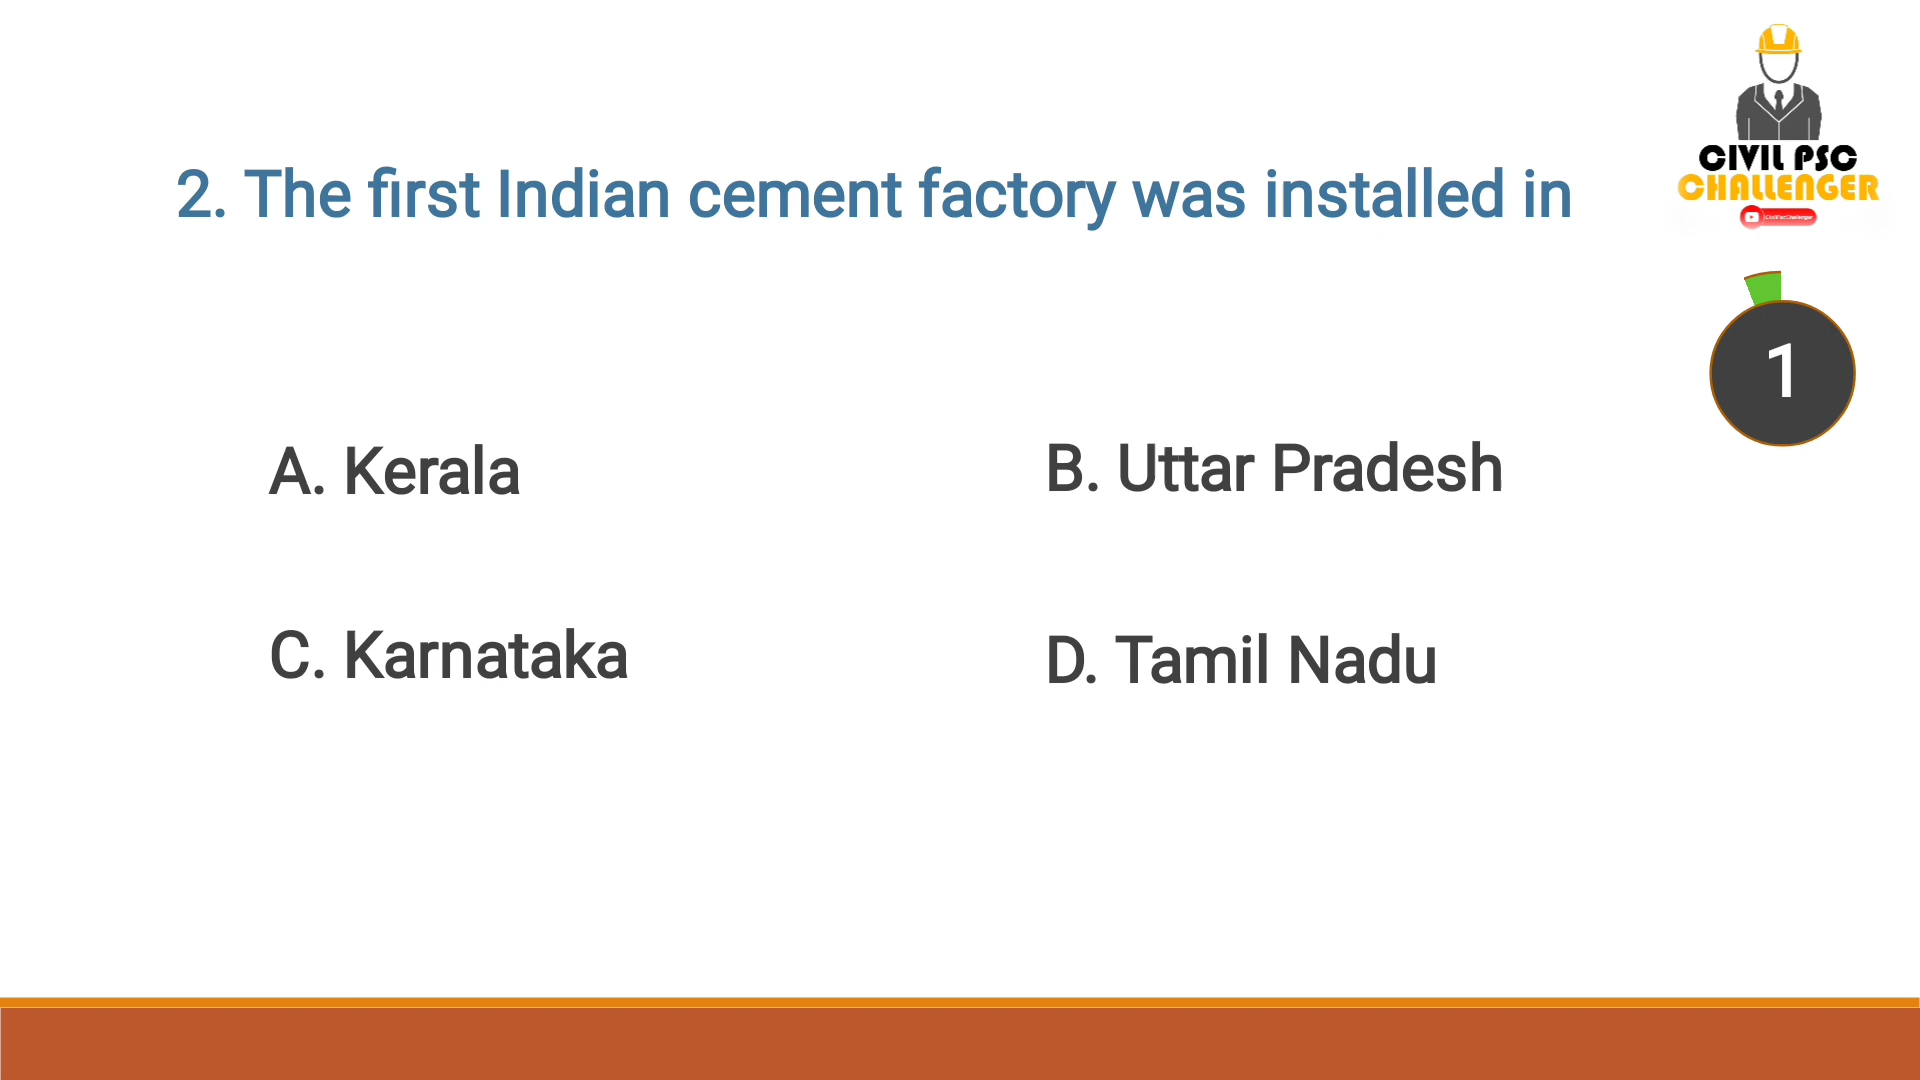 CIVIL PSC
CHALLENGER
2. The first Indian cement factory was installed in
1
A. Kerala
B. Uttar Pradesh
C. Karnataka
D. Tamil Nadu